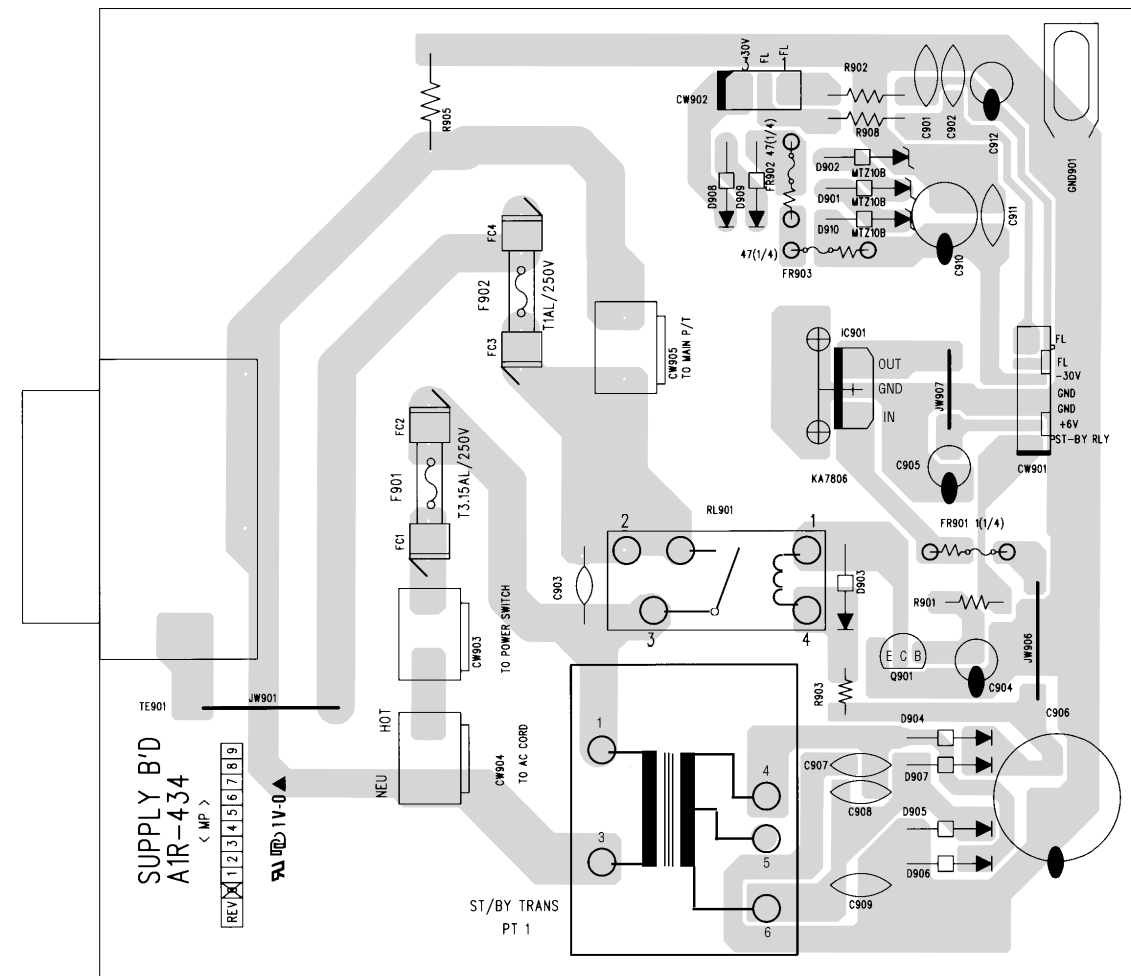 -30V
FL
FL
CW902
R905
R902
R908
C901
C902
C912
GND901
D908
D909
FR902 47(1/4)
D902
MTZ10B
D901
MTZ10B
D910
MTZ10B
C910
C911
47(1/4)
FR903
FC4
F902
T1AL/250V
FC3
CW905
TO MAIN P/T
IC901
OUT
GND
IN
KA7806
JW907
FL
FL
-30V
GND
GND
+6V
PST-BY RLY
CW901
C905
FC2
F901
T3.15AL/250V
FC1
RL901
2
1
3
4
C903
D903
FR901 1(1/4)
R901
E C B
Q901
C904
JW906
R903
CW903
TO POWER SWITCH
TE901
JW901
HOT
NEU
CW904
TO AC CORD
1
3
4
5
6
ST/BY TRANS
PT 1
C907
C908
C909
D904
D907
D905
D906
C906
SUPPLY B'D
A1R-434
< MP >
REV 0 1 2 3 4 5 6 7 8 9
1V-0